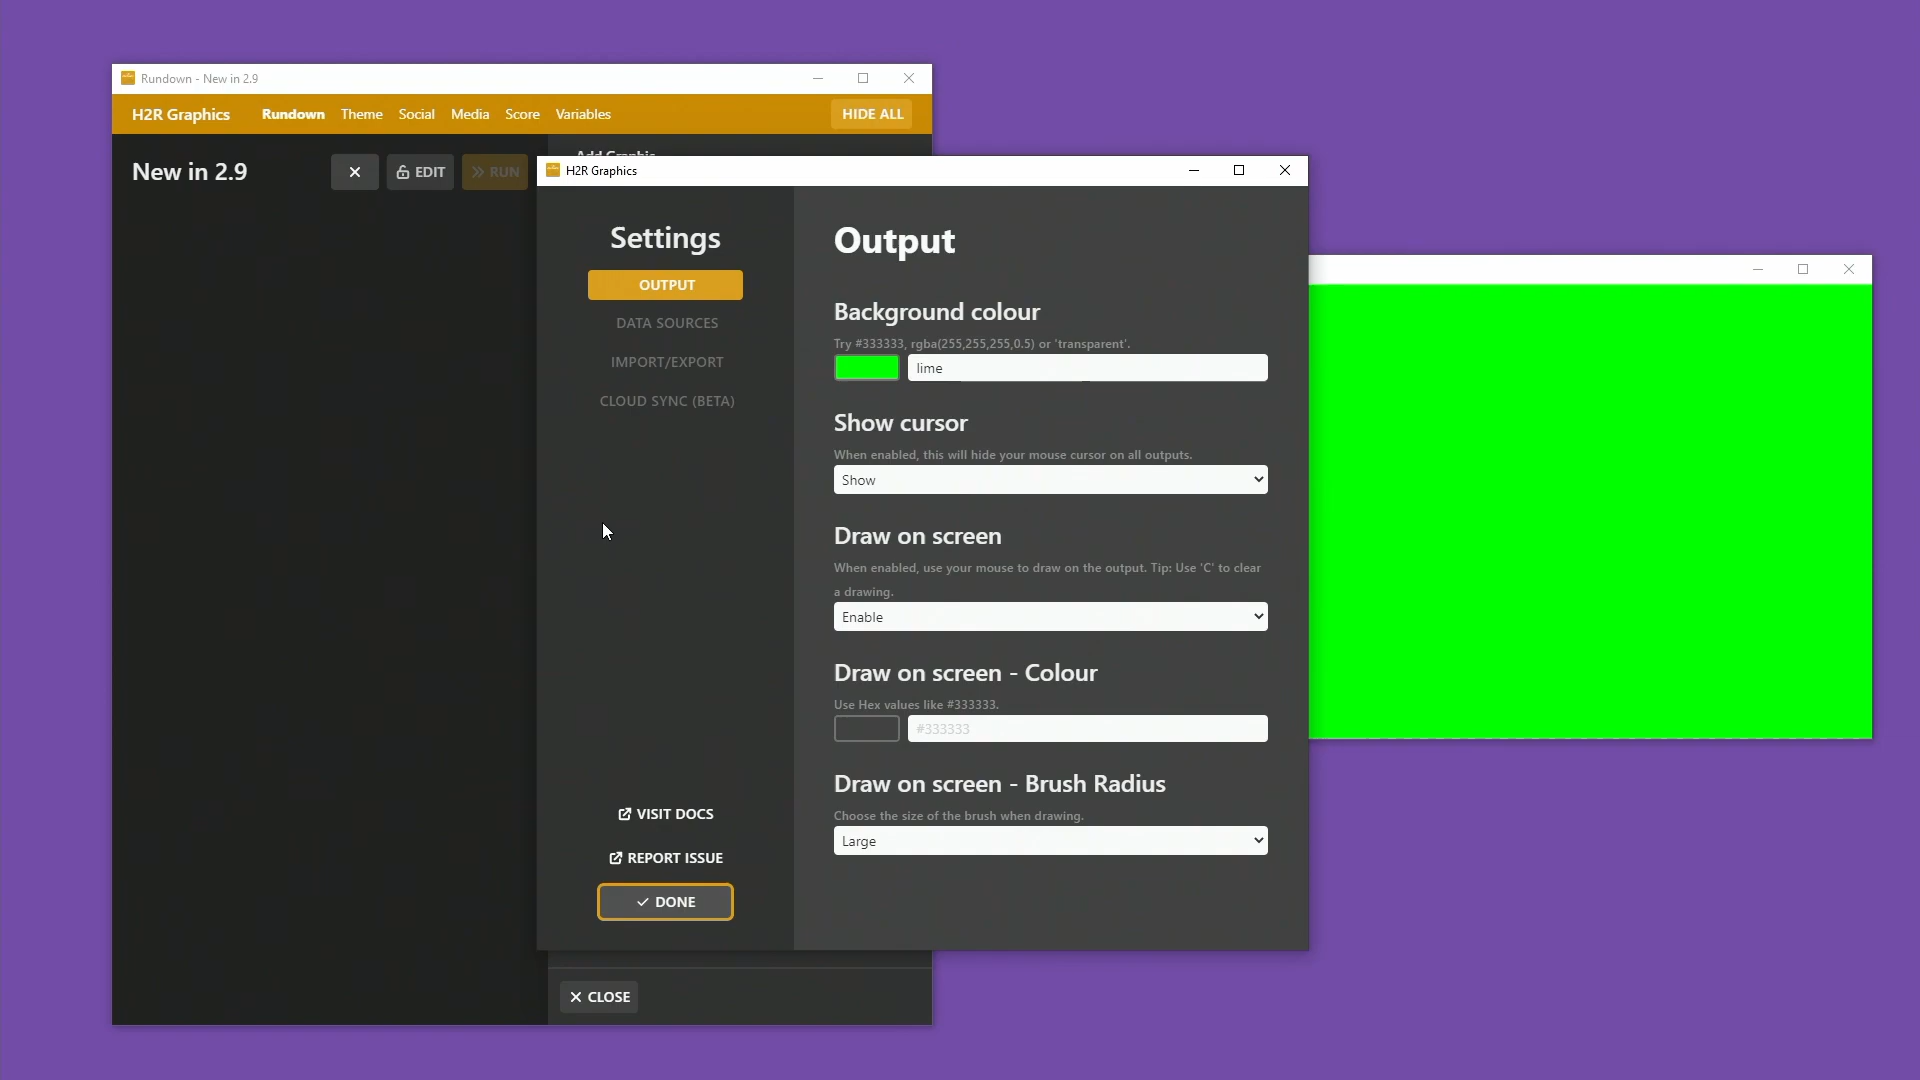 Rundown - New in 2.9
H2R Graphics
Rundown
Theme
Social
Media
Score
Variables
HIDE ALL
New in 2.9
EDIT
RUN
Add Graphic
H2R Graphics
Settings
OUTPUT
DATA SOURCES
IMPORT/EXPORT
CLOUD SYNC (BETA)
VISIT DOCS
REPORT ISSUE
DONE
Output
Background colour
Try #333333, rgba(255,255,255,0.5) or 'transparent'.
lime
Show cursor
When enabled, this will hide your mouse cursor on all outputs.
Show
Draw on screen
When enabled, use your mouse to draw on the output. Tip: Use 'C' to clear
a drawing.
Enable
Draw on screen - Colour
Use Hex values like #333333.
#333333
Draw on screen - Brush Radius
Choose the size of the brush when drawing.
Large
CLOSE